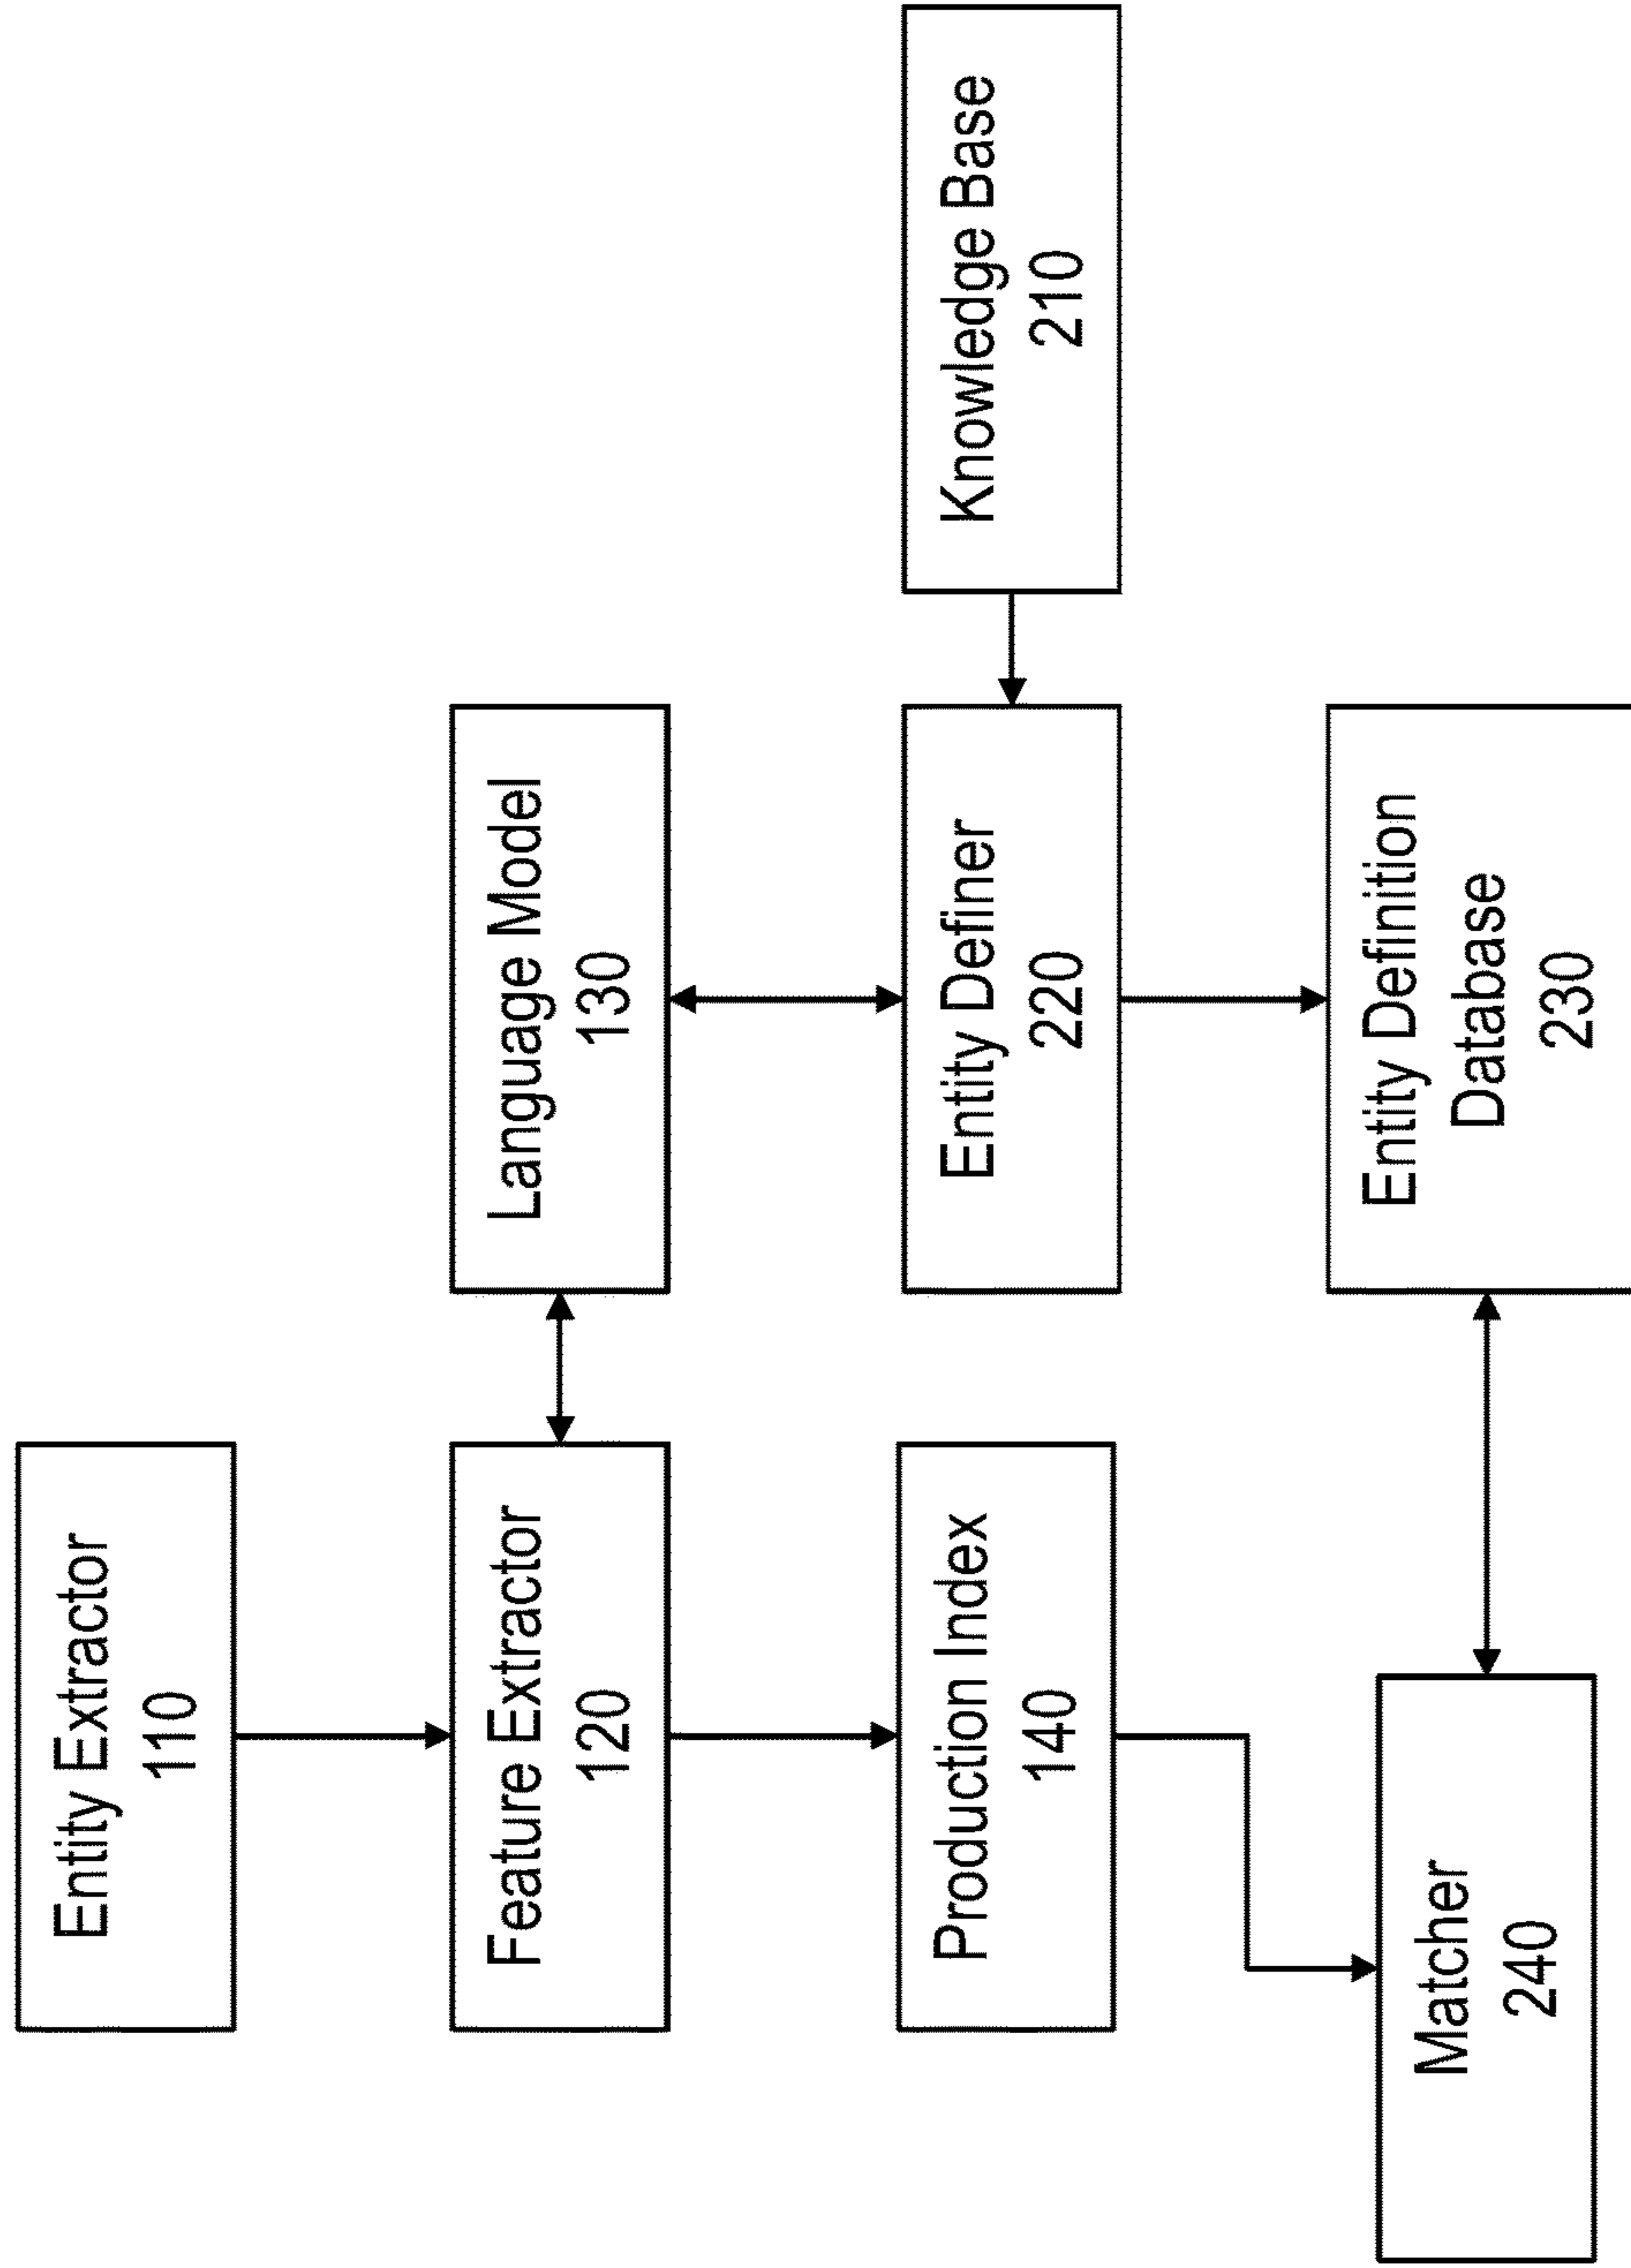 Entity Extractor
110
Feature Extractor
120
Language Model
130
Production Index
140
Entity Definer
220
Knowledge Base
210
Matcher
240
Entity Definition
Database
230